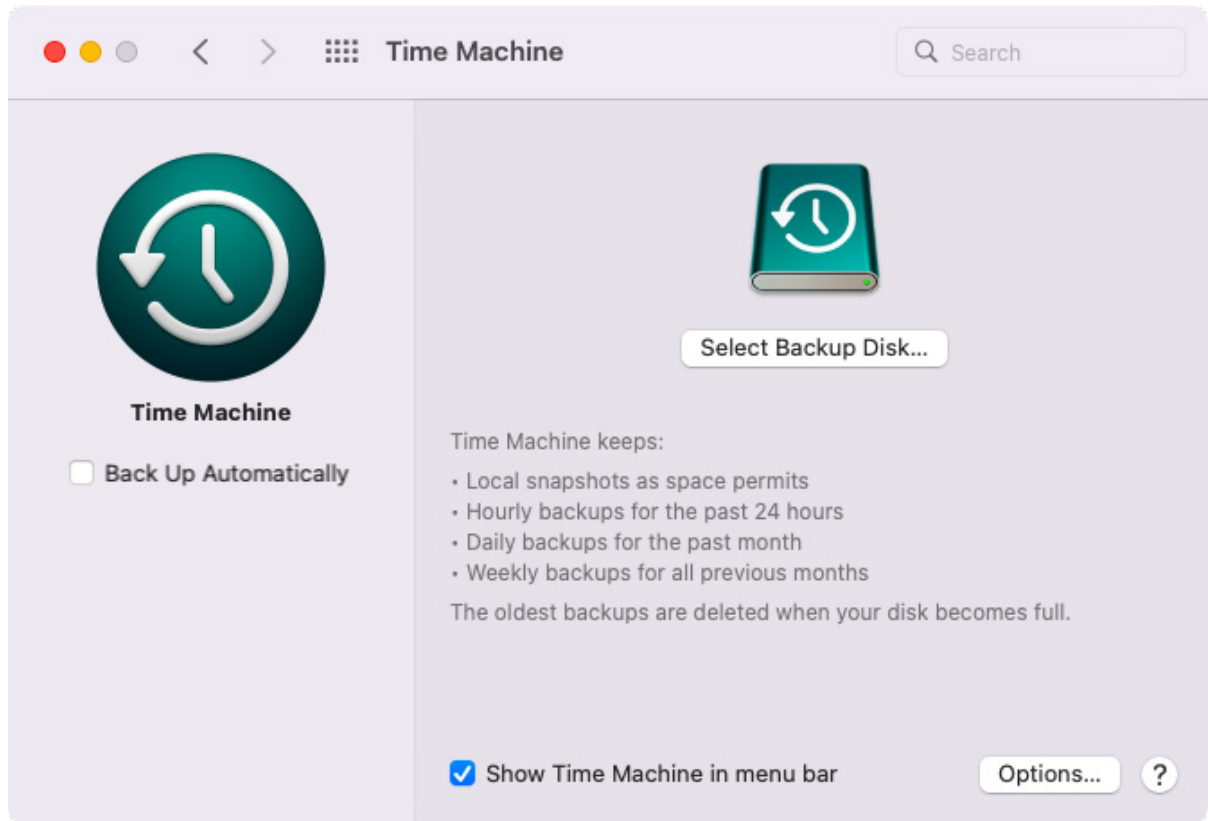 Time Machine
Search
Time Machine
Back Up Automatically
Select Backup Disk...
Time Machine keeps:
• Local snapshots as space permits
• Hourly backups for the past 24 hours
• Daily backups for the past month
• Weekly backups for all previous months
The oldest backups are deleted when your disk becomes full.
Show Time Machine in menu bar
Options...
?